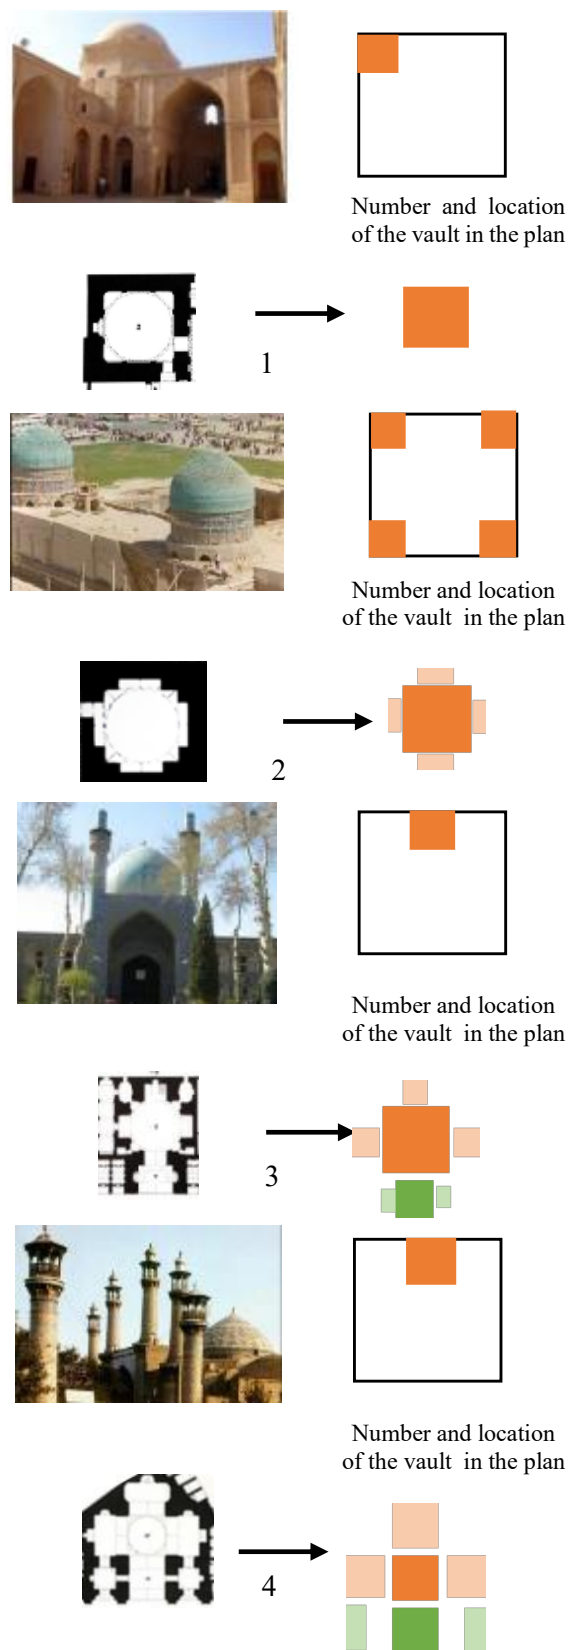 Number and location
of the vault in the plan
1
Number and location
of the vault in the plan
2
Number and location
of the vault in the plan
3
Number and location
of the vault in the plan
4